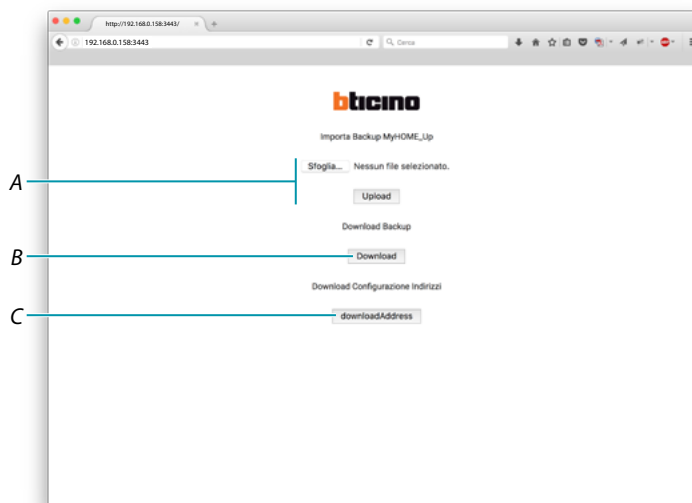 http://192.168.0.158:3443/
192.168.0.158:3443
Cerca
bticino
Importa Backup MyHOME_Up
A
Sfoglia... Nessun file selezionato.
Upload
Download Backup
B
Download
Download Configurazione Indirizzi
C
downloadAddress